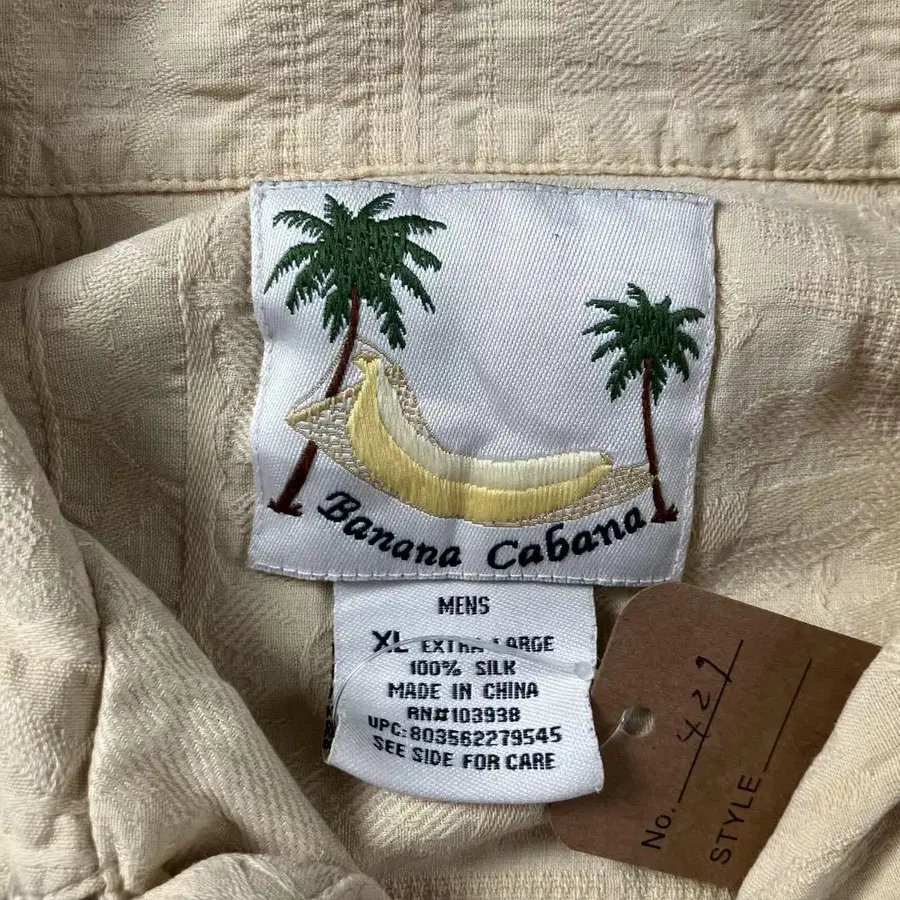 Banana Cabana
MENS
XL EXTRA LARGE
100% SILK
MADE IN CHINA
RN#103938
UPC:803562279545
SEE SIDE FOR CARE
No. 429
STYLE